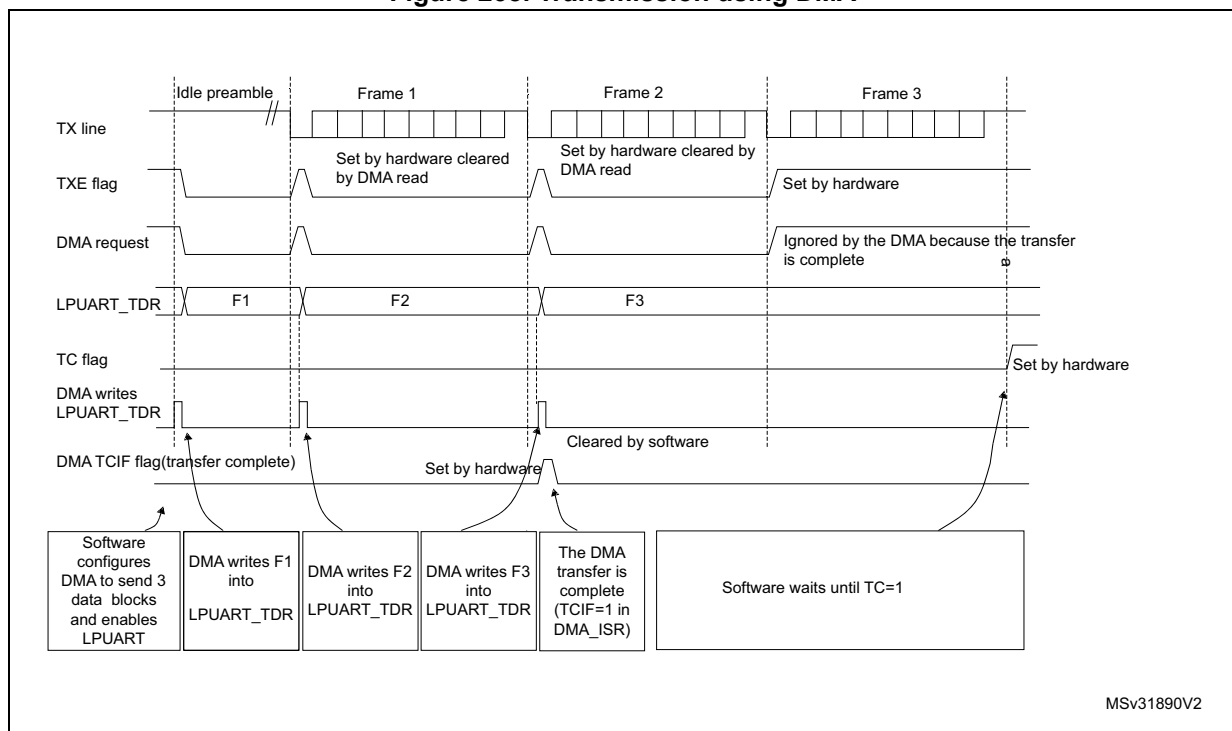 Figure 233. Transmission using DMA
Idle preamble
Frame 1
Frame 2
Frame 3
TX line
Set by hardware cleared
by DMA read
Set by hardware cleared by
DMA read
TXE flag
Set by hardware
DMA request
Ignored by the DMA because the transfer
is complete
a
LPUART_TDR
F1
F2
F3
TC flag
Set by hardware
DMA writes
LPUART_TDR
Cleared by software
DMA TCIF flag(transfer complete)
Set by hardware
Software
configures
DMA to send 3
data blocks
and enables
LPUART
DMA writes F1
into
LPUART_TDR
DMA writes F2
into
LPUART_TDR
DMA writes F3
into
LPUART_TDR
The DMA
transfer is
complete
(TCIF=1 in
DMA_ISR)
Software waits until TC=1
MSv31890V2